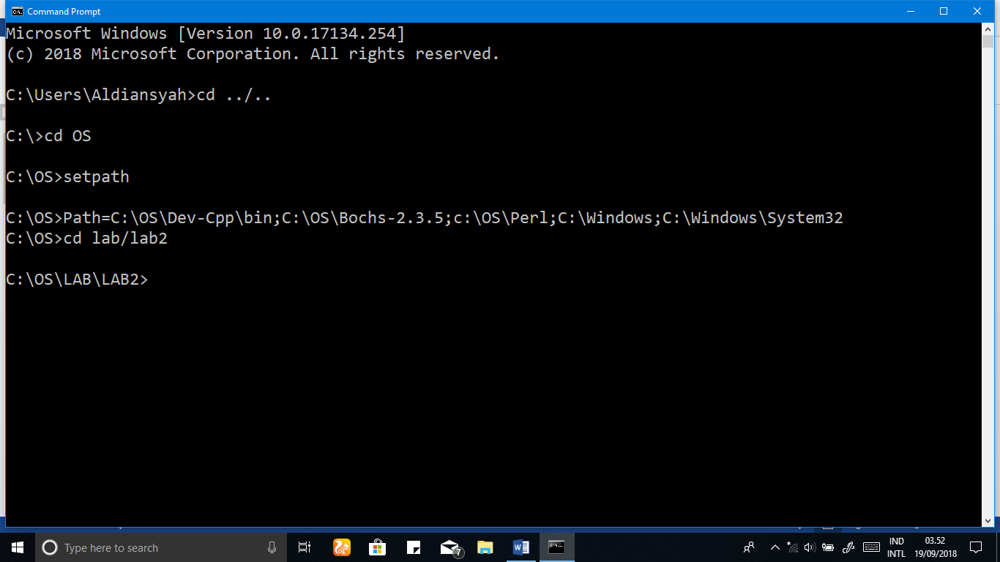 Command Prompt
Microsoft Windows [Version 10.0.17134.254]
(c) 2018 Microsoft Corporation. All rights reserved.
C:\Users\Aldiansyah>cd ../..
C:\>cd OS
C:\OS>setpath
C:\OS>Path=C:\OS\Dev-Cpp\bin;C:\OS\Bochs-2.3.5;c:\OS\Perl;C:\Windows;C:\Windows\System32
C:\OS>cd lab/lab2
C:\OS\LAB\LAB2>
Type here to search
7
IND
INTL
03.52
19/09/2018